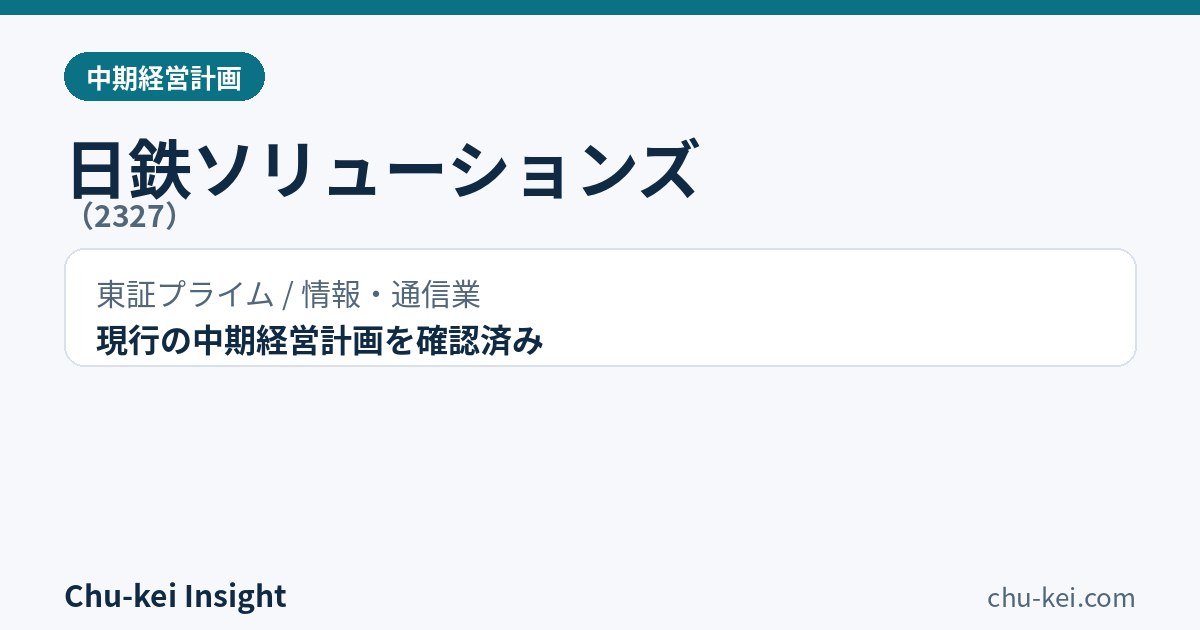 中期経営計画
日鉄ソリューションズ
（2327）
東証プライム / 情報・通信業
現行の中期経営計画を確認済み
Chu-kei Insight
chu-kei.com